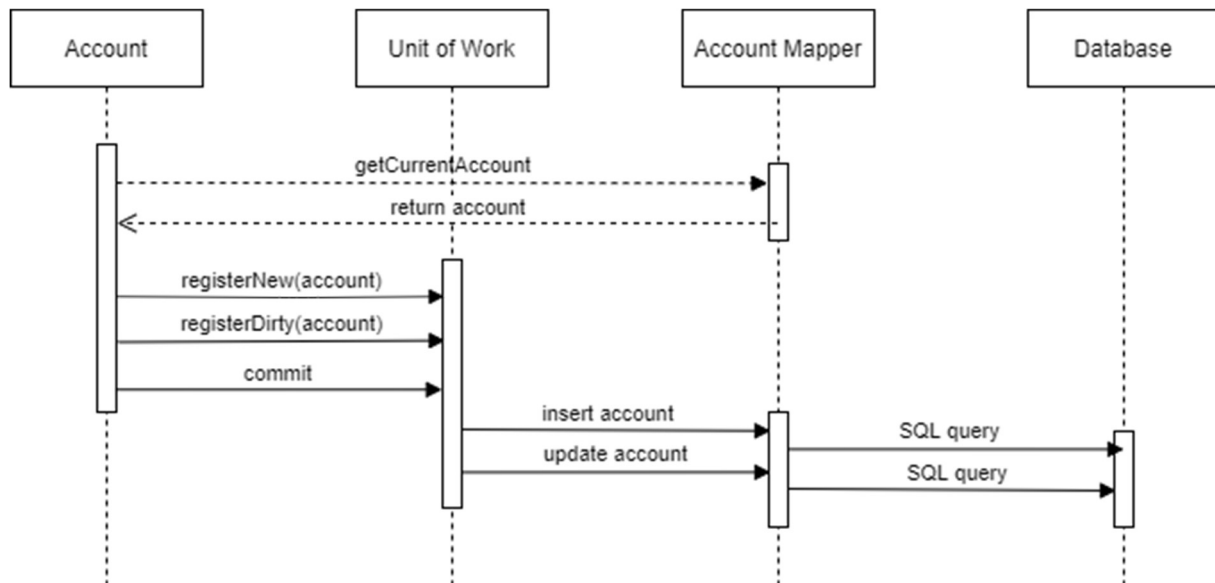 Account
Unit of Work
Account Mapper
Database
getCurrentAccount
return account
registerNew(account)
registerDirty(account)
commit
insert account
SQL query
update account
SQL query